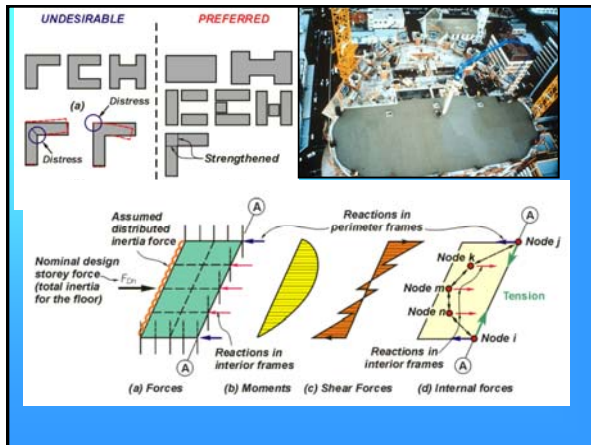 UNDESIRABLE
PREFERRED
(a)
Distress
Distress
Strengthened
A
Assumed
distributed
inertia force
Nominal design
storey force
(total inertia
for the floor)
Reactions in
perimeter frames
A
Node j
Node k
Node m
Node n
Tension
Node i
Reactions in
interior frames
Reactions in
interior frames
A
A
(a) Forces
(b) Moments
(c) Shear Forces
(d) Internal forces